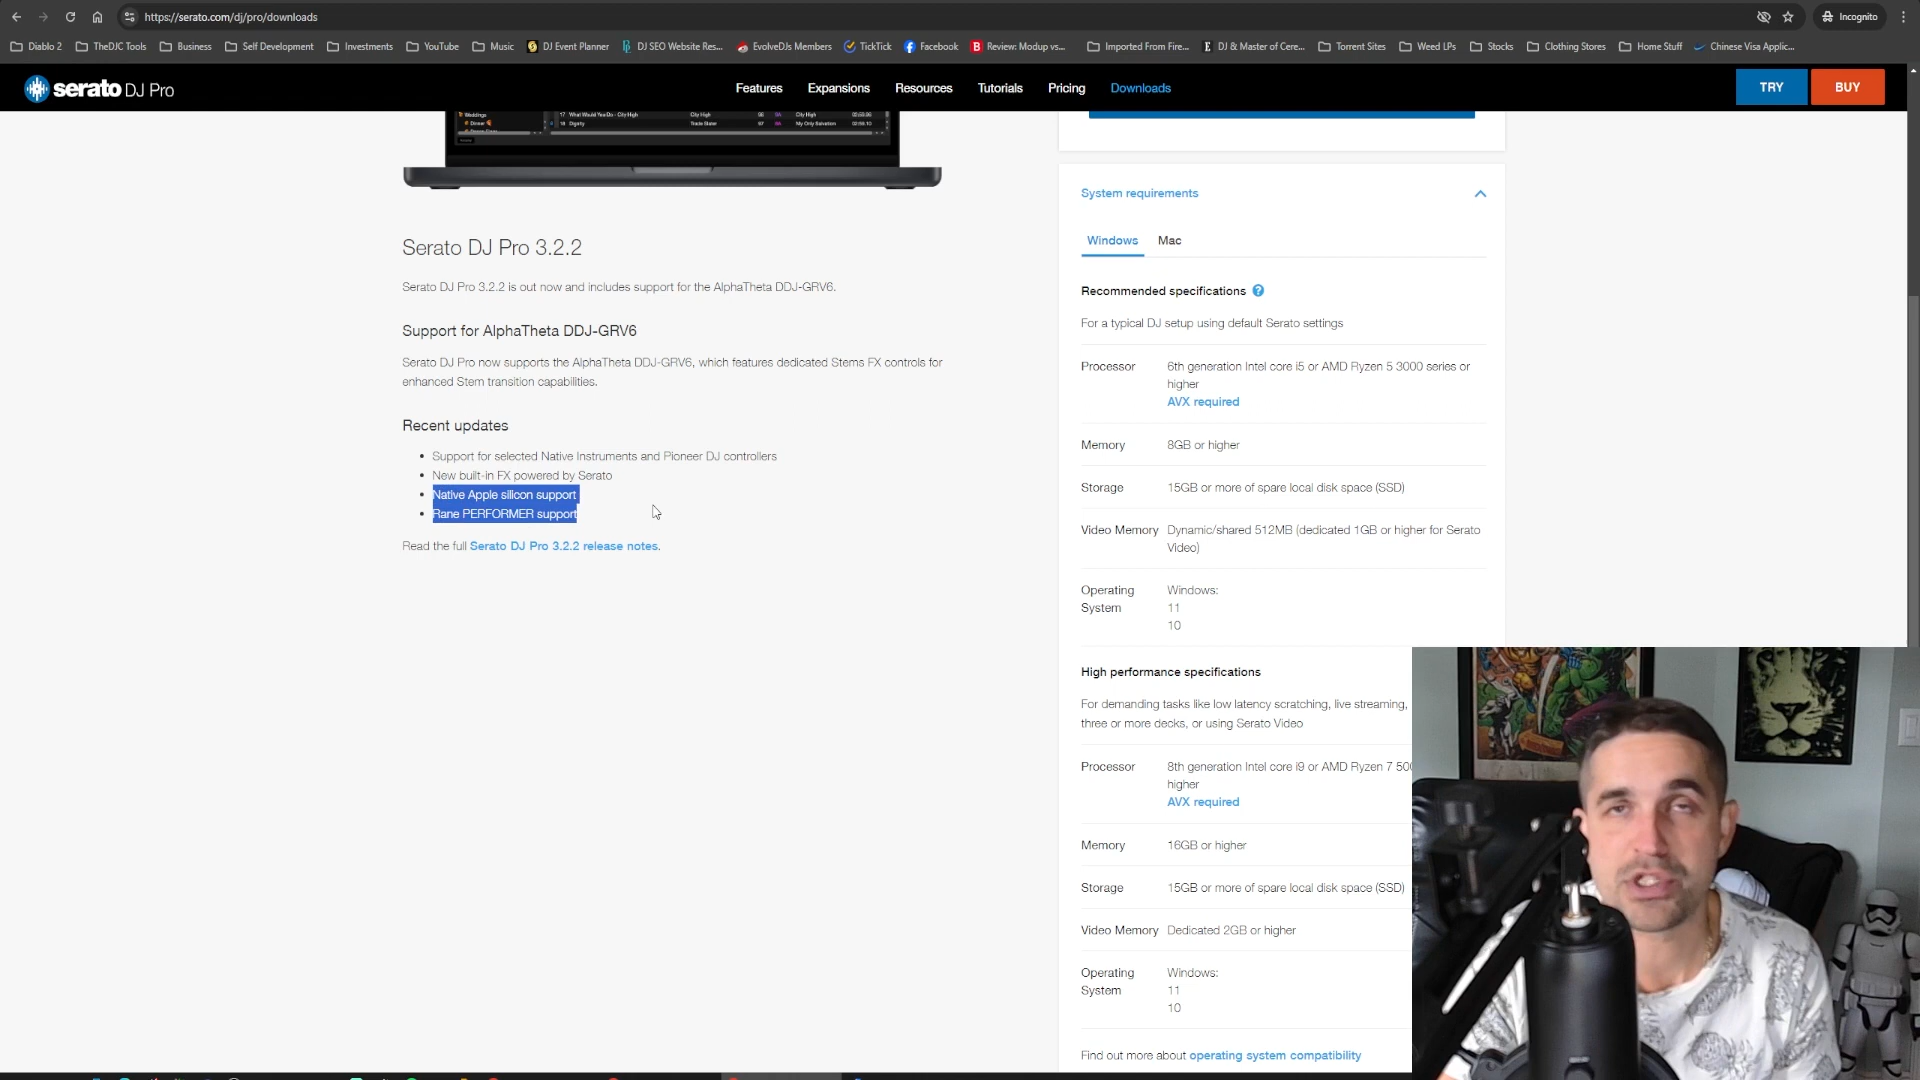 https://serato.com/dj/pro/downloads
Incognito
Diablo 2
TheDJC Tools
Business
Self Development
Investments
YouTube
Music
DJ Event Planner
DJ SEO Website Res...
EvolveDJs Members
TickTick
Facebook
Review: Modup vs...
Imported From Fire...
DJ & Master of Cere...
Torrent Sites
Weed LPs
Stocks
Clothing Stores
Home Stuff
Chinese Visa Applic...
serato DJ Pro
Features
Expansions
Resources
Tutorials
Pricing
Downloads
TRY
BUY
Weddings
Dinner
17 What Would You Do - City High City High
18 Dignity
System requirements
Windows
Mac
Serato DJ Pro 3.2.2
Serato DJ Pro 3.2.2 is out now and includes support for the AlphaTheta DDJ-GRV6.
Support for AlphaTheta DDJ-GRV6
Serato DJ Pro now supports the AlphaTheta DDJ-GRV6, which features dedicated Stems FX controls for
enhanced Stem transition capabilities.
Recent updates
• Support for selected Native Instruments and Pioneer DJ controllers
• New built-in FX powered by Serato
• Native Apple silicon support
• Rane PERFORMER support
Read the full Serato DJ Pro 3.2.2 release notes.
Recommended specifications
For a typical DJ setup using default Serato settings
Processor
6th generation Intel core i5 or AMD Ryzen 5 3000 series or
higher
AVX required
Memory
8GB or higher
Storage
15GB or more of spare local disk space (SSD)
Video Memory
Dynamic/shared 512MB (dedicated 1GB or higher for Serato
Video)
Operating
System
Windows:
11
10
High performance specifications
For demanding tasks like low latency scratching, live streaming,
three or more decks, or using Serato Video
Processor
8th generation Intel core i9 or AMD Ryzen 7
higher
AVX required
Memory
16GB or higher
Storage
15GB or more of spare local disk space (SSD)
Video Memory
Dedicated 2GB or higher
Operating
System
Windows:
11
10
Find out more about operating system compatibility